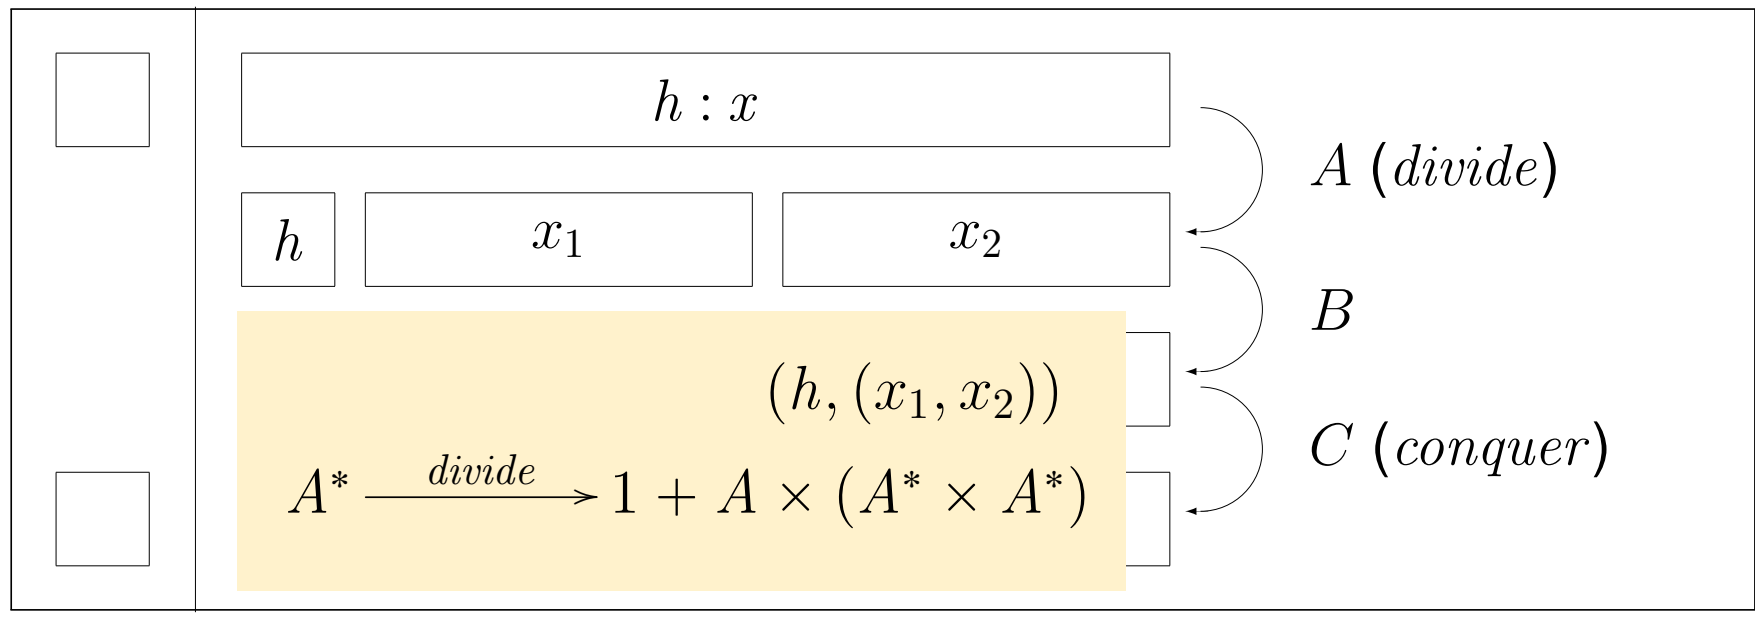 h : x
A (divide)
h x₁ x₂
B
(h, (x₁, x₂))
C (conquer)
divide
A* ⟶ 1 + A × (A* × A*)